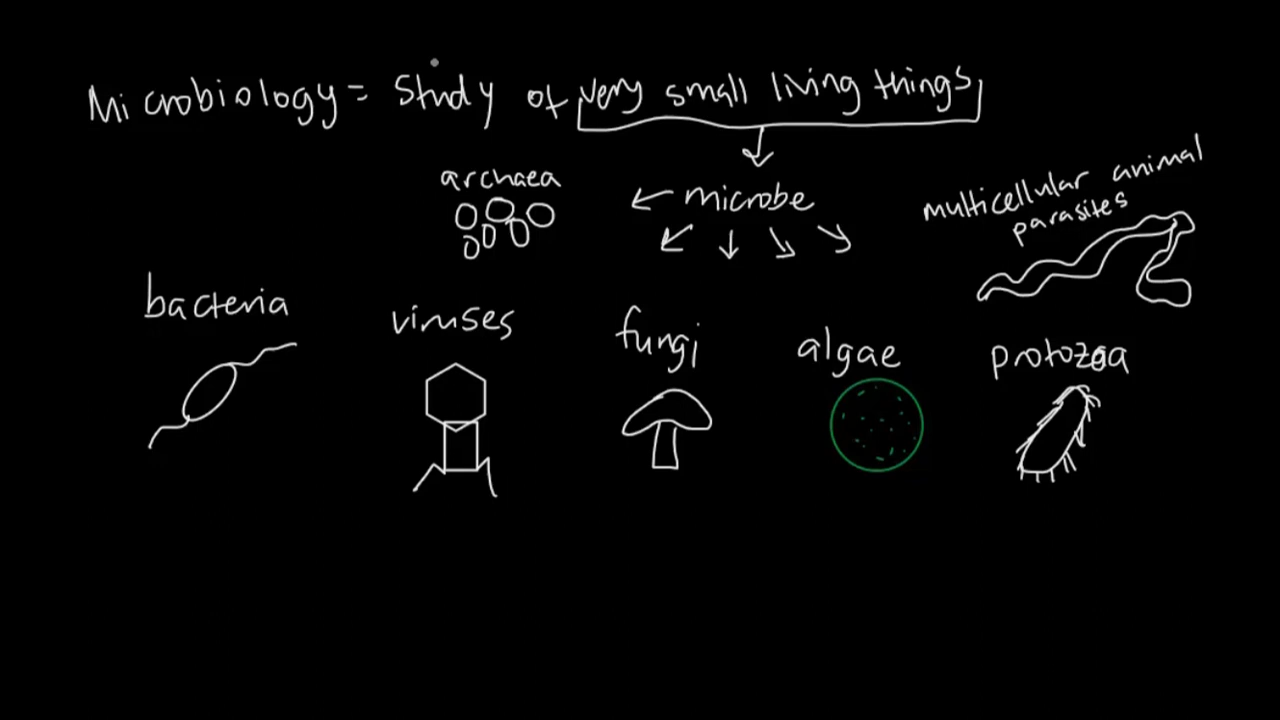 Microbiology = Study of very small living things
archaea
microbe
multicellular animal
parasites
bacteria
viruses
fungi
algae
protozoa